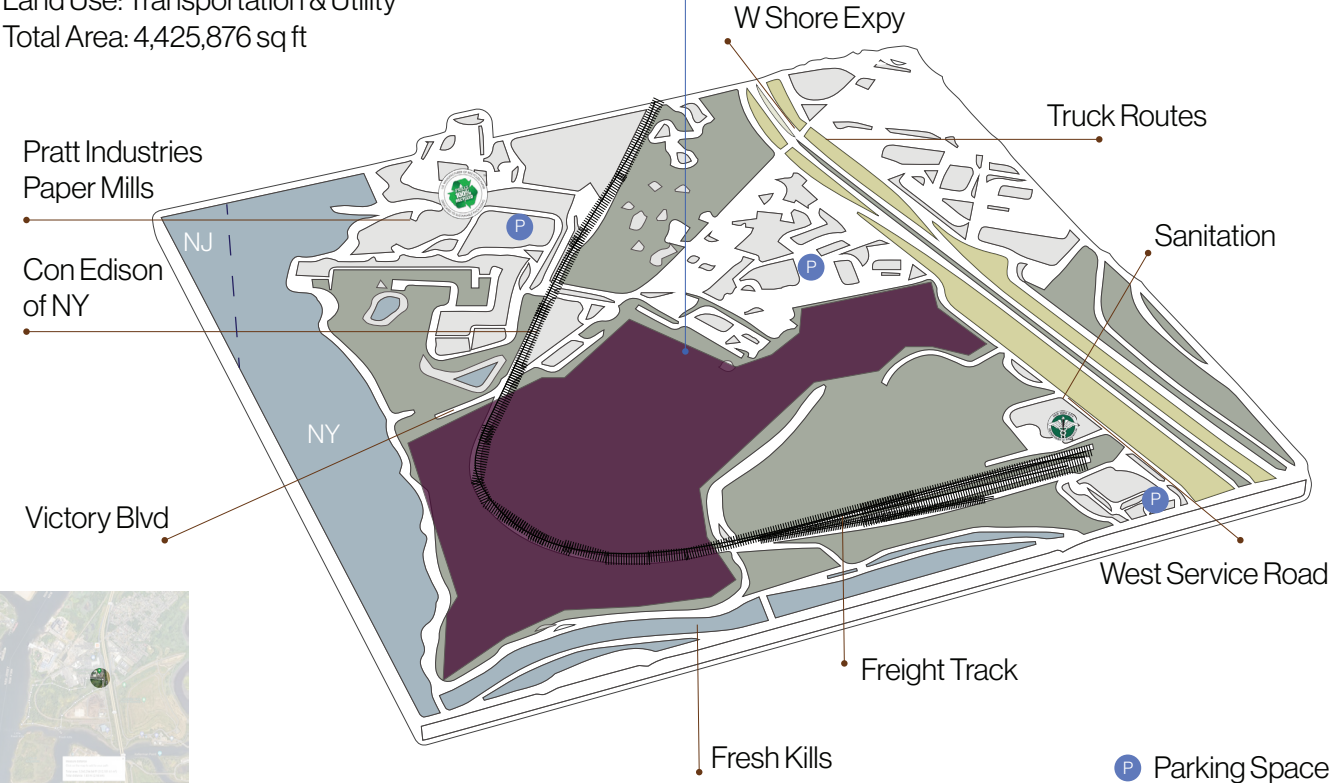 Land Use: Transportation & Utility
Total Area: 4,425,876 sq ft
W Shore Expy
Truck Routes
Pratt Industries
Paper Mills
P
NJ
Sanitation
Con Edison
of NY
P
NY
Victory Blvd
P
West Service Road
Freight Track
Fresh Kills
P Parking Space